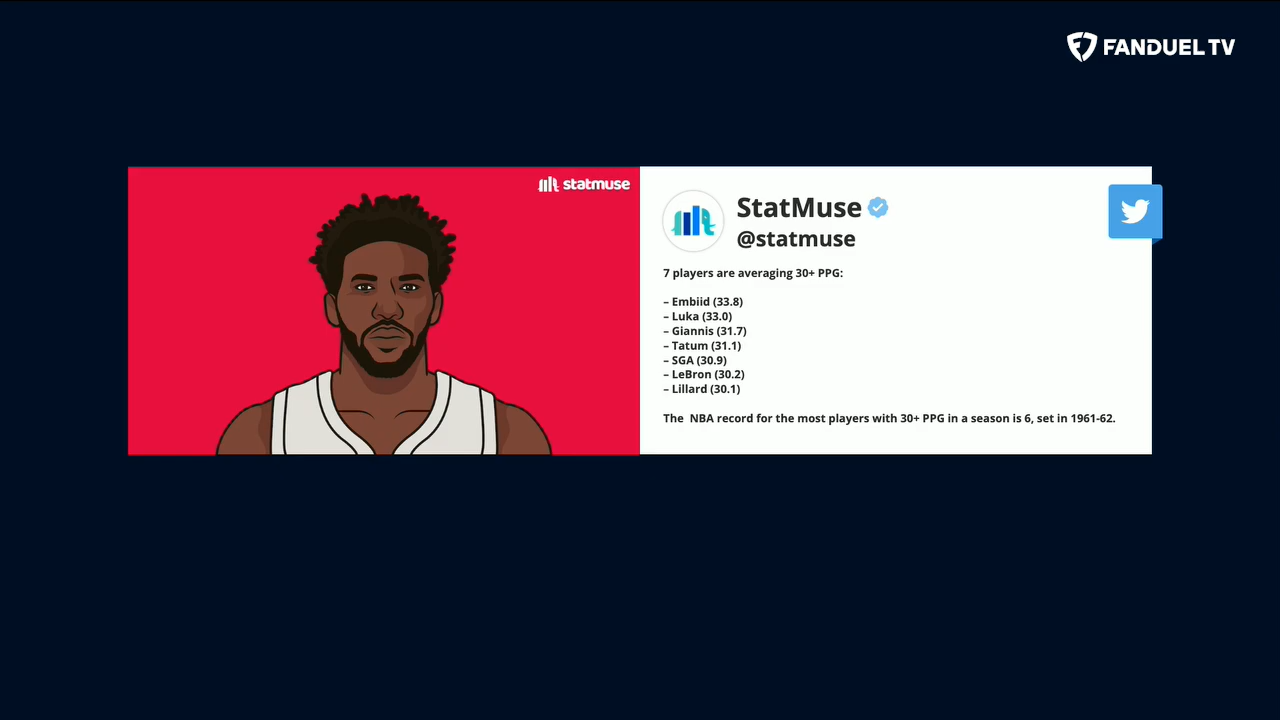 FANDUEL TV
statmuse
StatMuse
@statmuse
7 players are averaging 30+ PPG:
– Embiid (33.8)
– Luka (33.0)
– Giannis (31.7)
– Tatum (31.1)
– SGA (30.9)
– LeBron (30.2)
– Lillard (30.1)
The  NBA record for the most players with 30+ PPG in a season is 6, set in 1961-62.